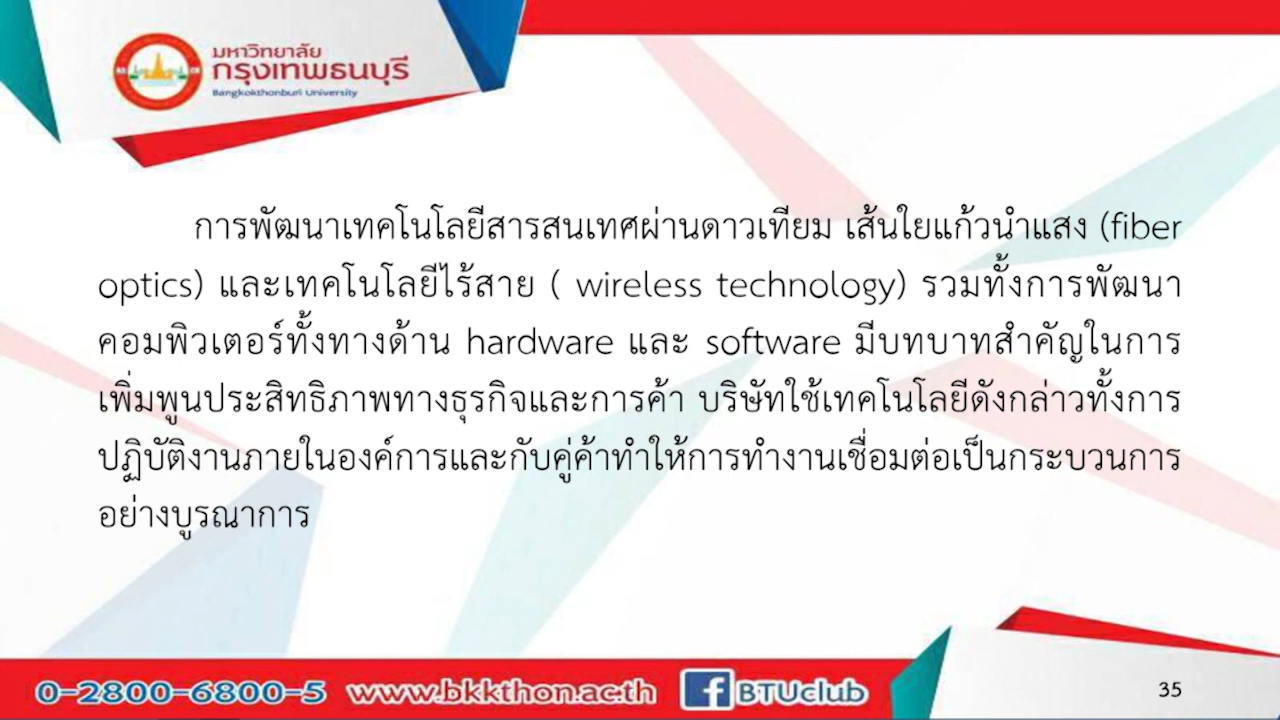 มหาวิทยาลัย
กรุงเทพธนบุรี
Bangkokthonburi University
การพัฒนาเทคโนโลยีสารสนเทศผ่านดาวเทียม เส้นใยแก้วนำแสง (fiber
optics) และเทคโนโลยีไร้สาย ( wireless technology) รวมทั้งการพัฒนา
คอมพิวเตอร์ทั้งทางด้าน hardware และ software มีบทบาทสำคัญในการ
เพิ่มพูนประสิทธิภาพทางธุรกิจและการค้า บริษัทใช้เทคโนโลยีดังกล่าวทั้งการ
ปฏิบัติงานภายในองค์การและกับคู่ค้าทำให้การทำงานเชื่อมต่อเป็นกระบวนการ
อย่างบูรณาการ
0-2800-6800-5 www.bkkthon.ac.th f BTUclub
35